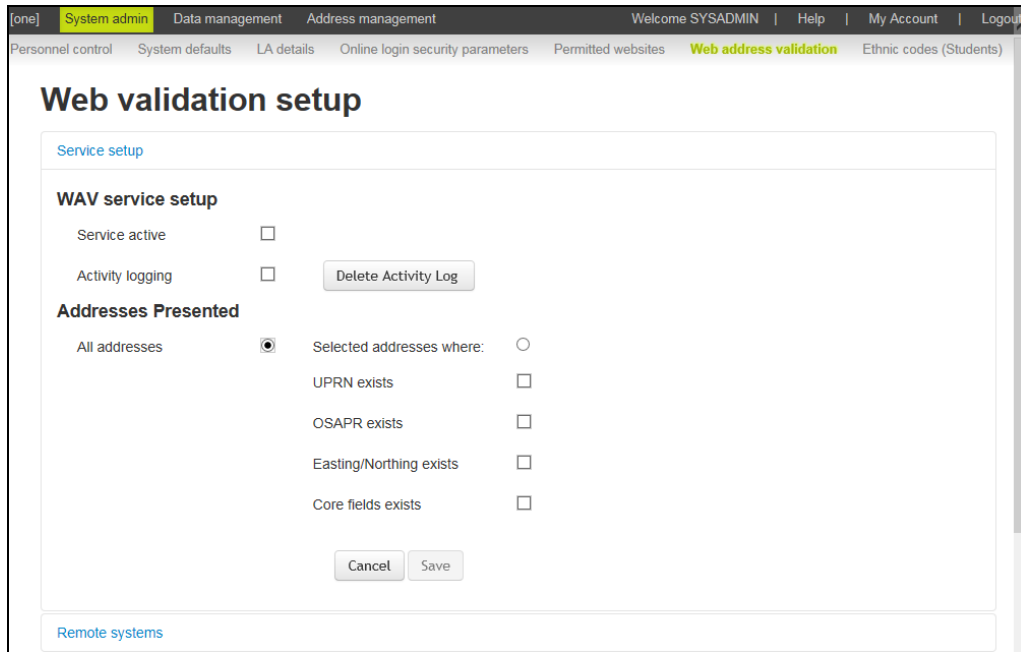 [one] System admin Data management Address management Welcome SYSADMIN | Help | My Account | Logout
Personnel control System defaults LA details Online login security parameters Permitted websites Web address validation Ethnic codes (Students)
Web validation setup
Service setup
WAV service setup
Service active
Activity logging Delete Activity Log
Addresses Presented
All addresses Selected addresses where:
UPRN exists
OSAPR exists
Easting/Northing exists
Core fields exists
Cancel Save
Remote systems